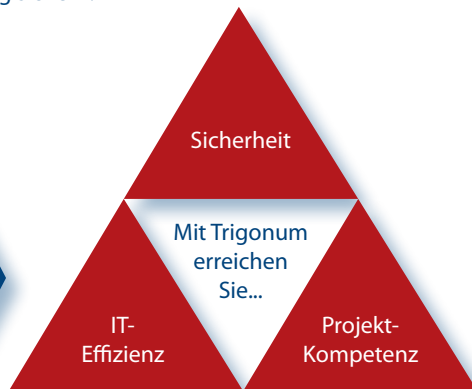 Sicherheit
Mit Trigonum
erreichen
Sie...
IT-
Effizienz
Projekt-
Kompetenz